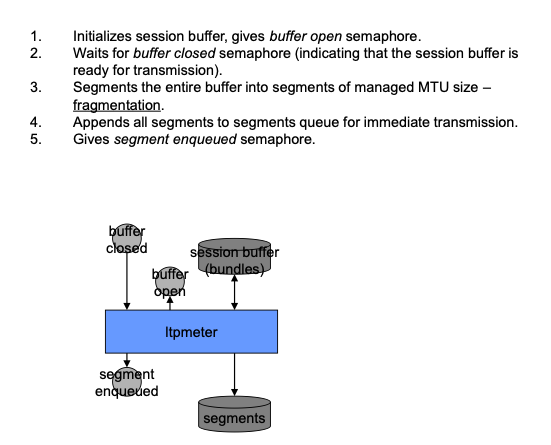 1. Initializes session buffer, gives buffer open semaphore.
2. Waits for buffer closed semaphore (indicating that the session buffer is
ready for transmission).
3. Segments the entire buffer into segments of managed MTU size –
fragmentation.
4. Appends all segments to segments queue for immediate transmission.
5. Gives segment enqueued semaphore.
buffer
closed
session buffer
(bundles)
buffer
open
ltpmeter
segment
enqueued
segments